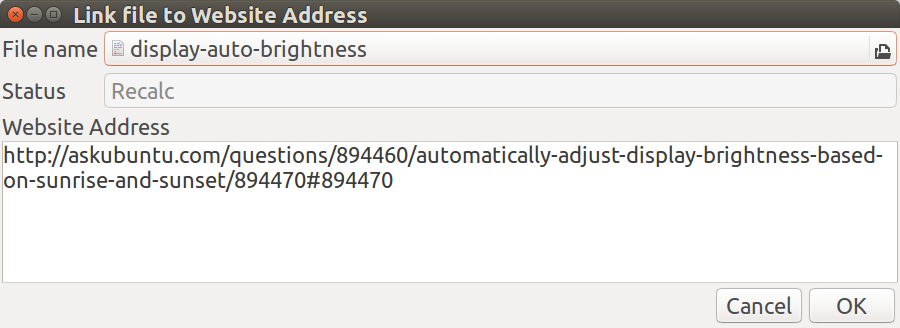 Link file to Website Address
File name display-auto-brightness
Status Recalc
Website Address
http://askubuntu.com/questions/894460/automatically-adjust-display-brightness-based-
on-sunrise-and-sunset/894470#894470
Cancel OK